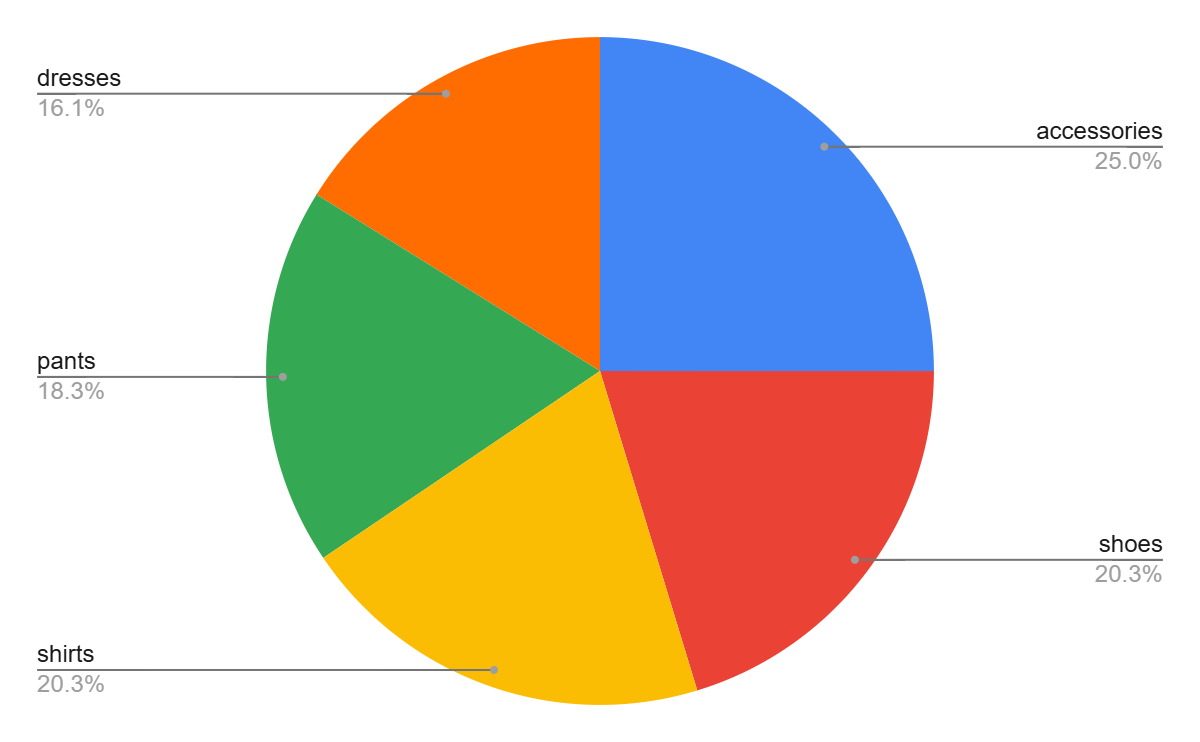 dresses
16.1%
accessories
25.0%
pants
18.3%
shoes
20.3%
shirts
20.3%